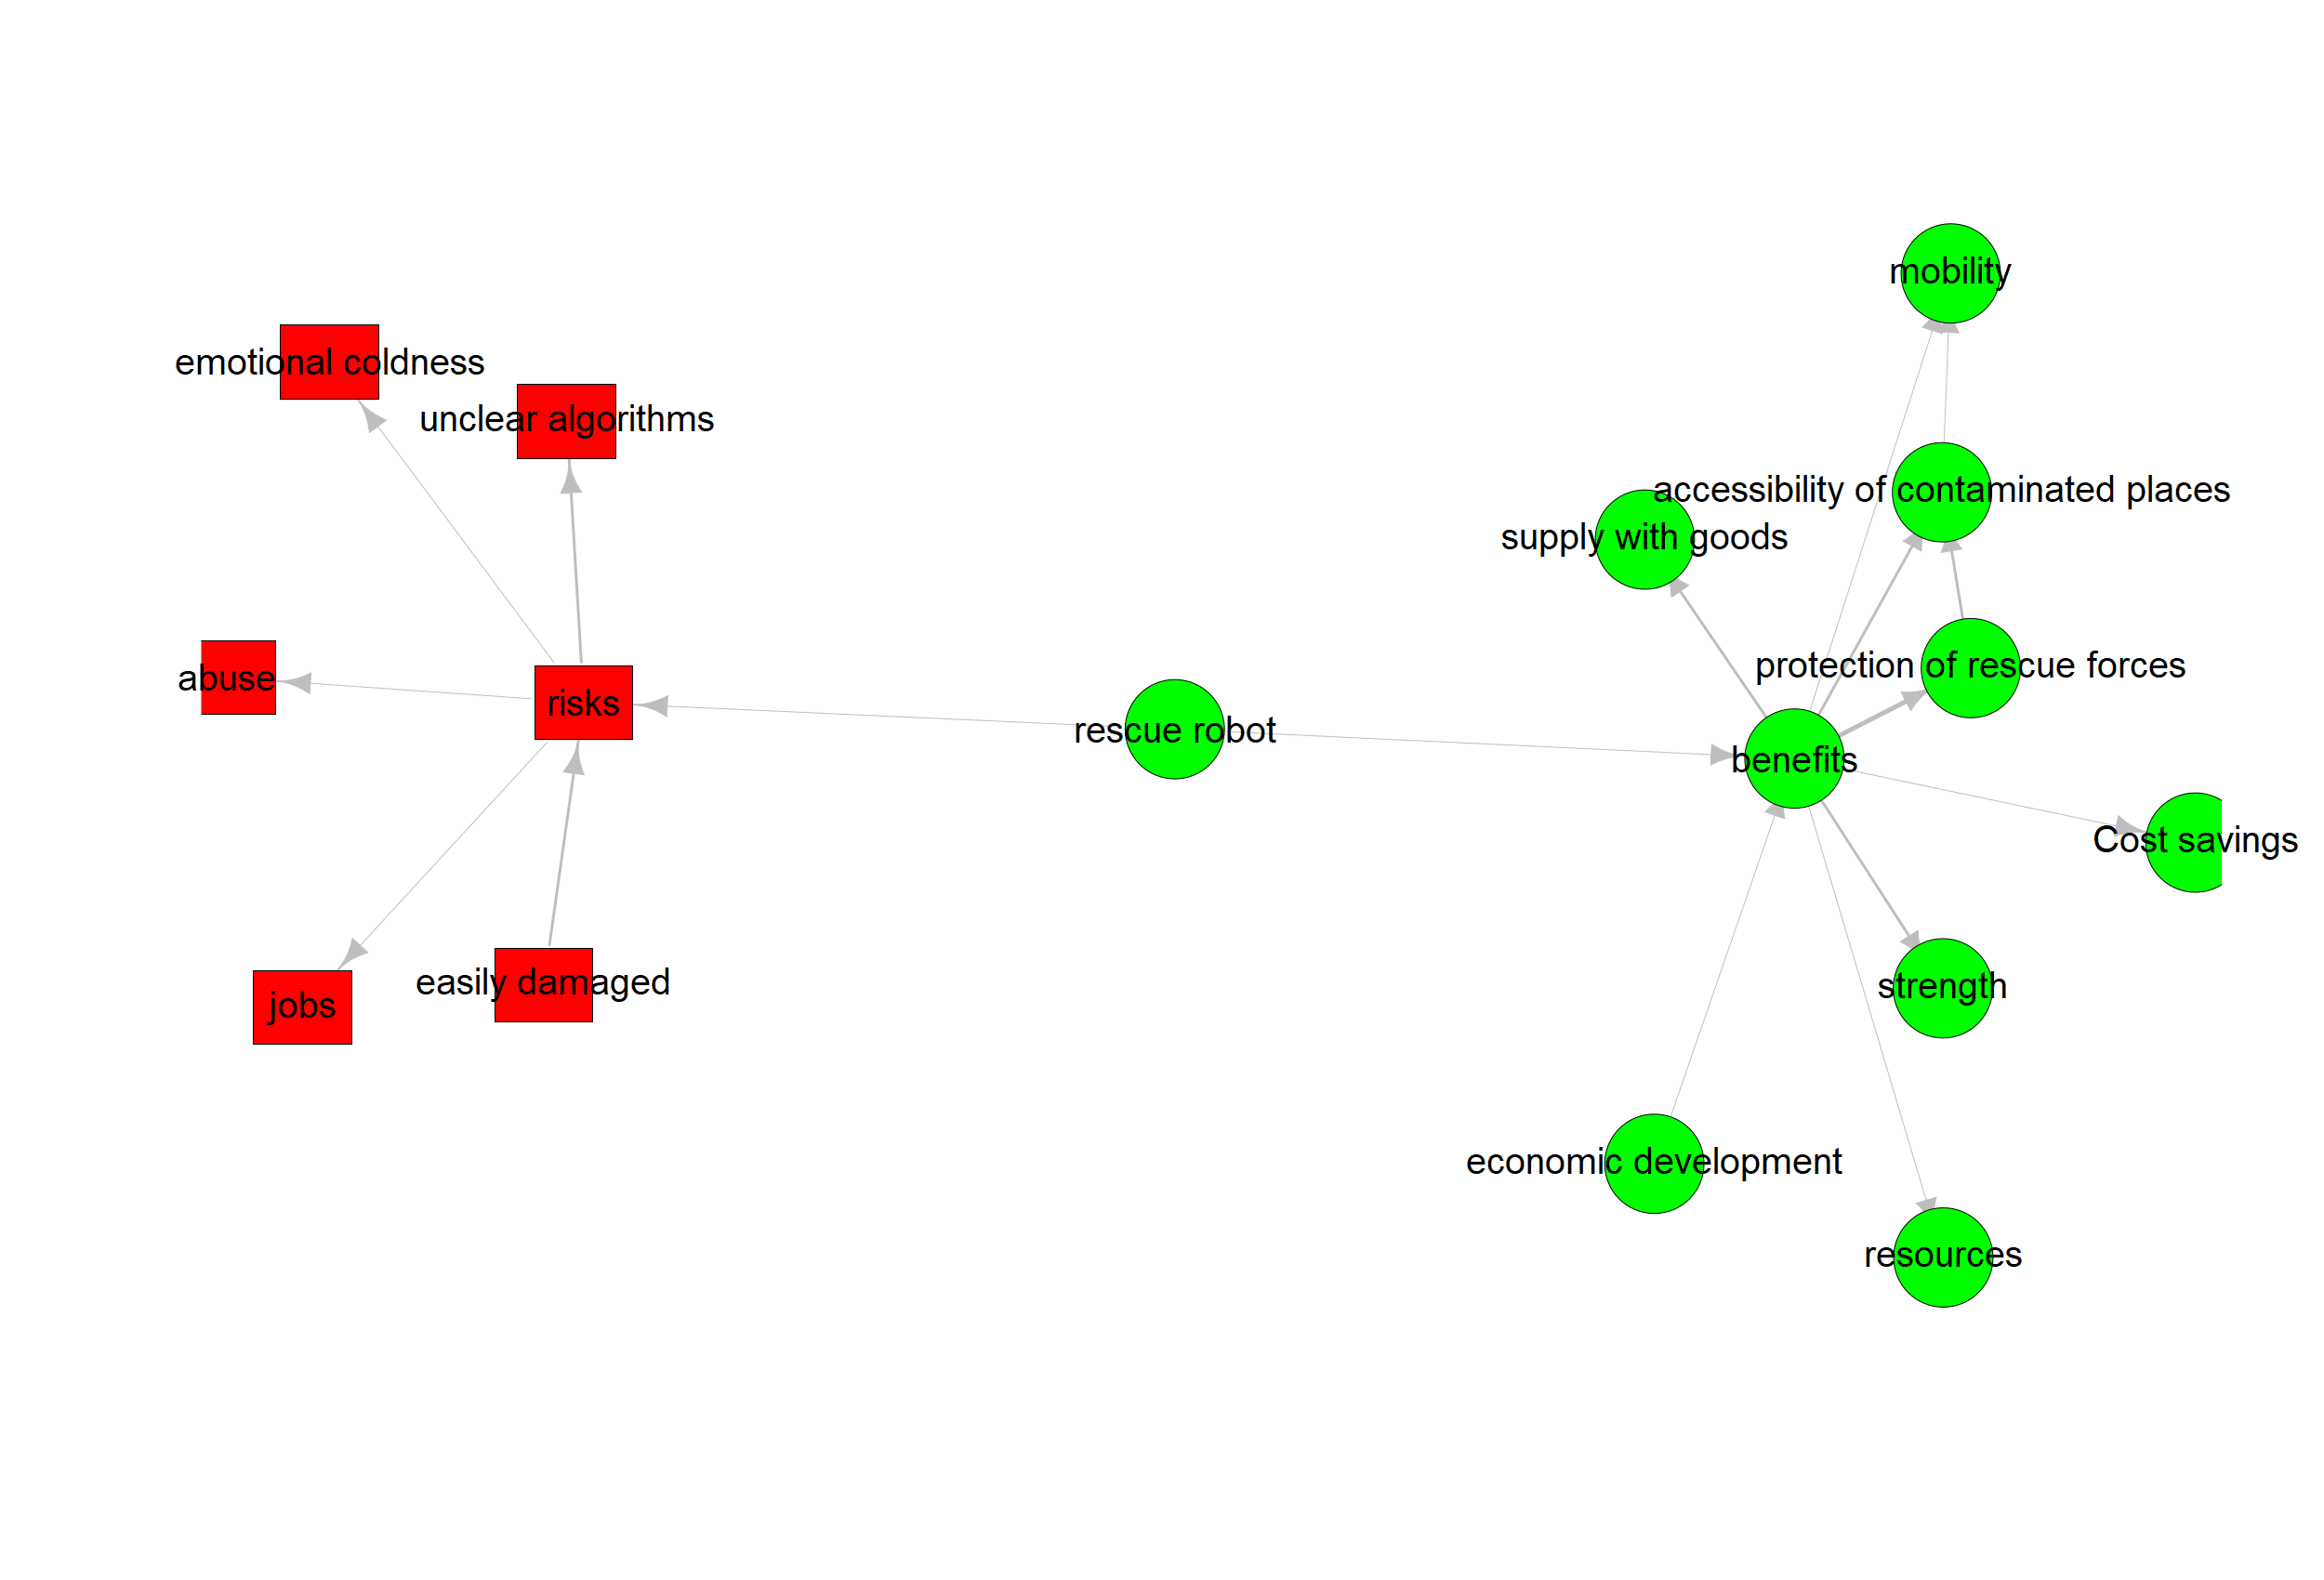 mobility
emotional coldness
unclear algorithms
accessibility of contaminated places
supply with goods
protection of rescue forces
abuse
risks
rescue robot
benefits
Cost savings
easily damaged
strength
jobs
economic development
resources